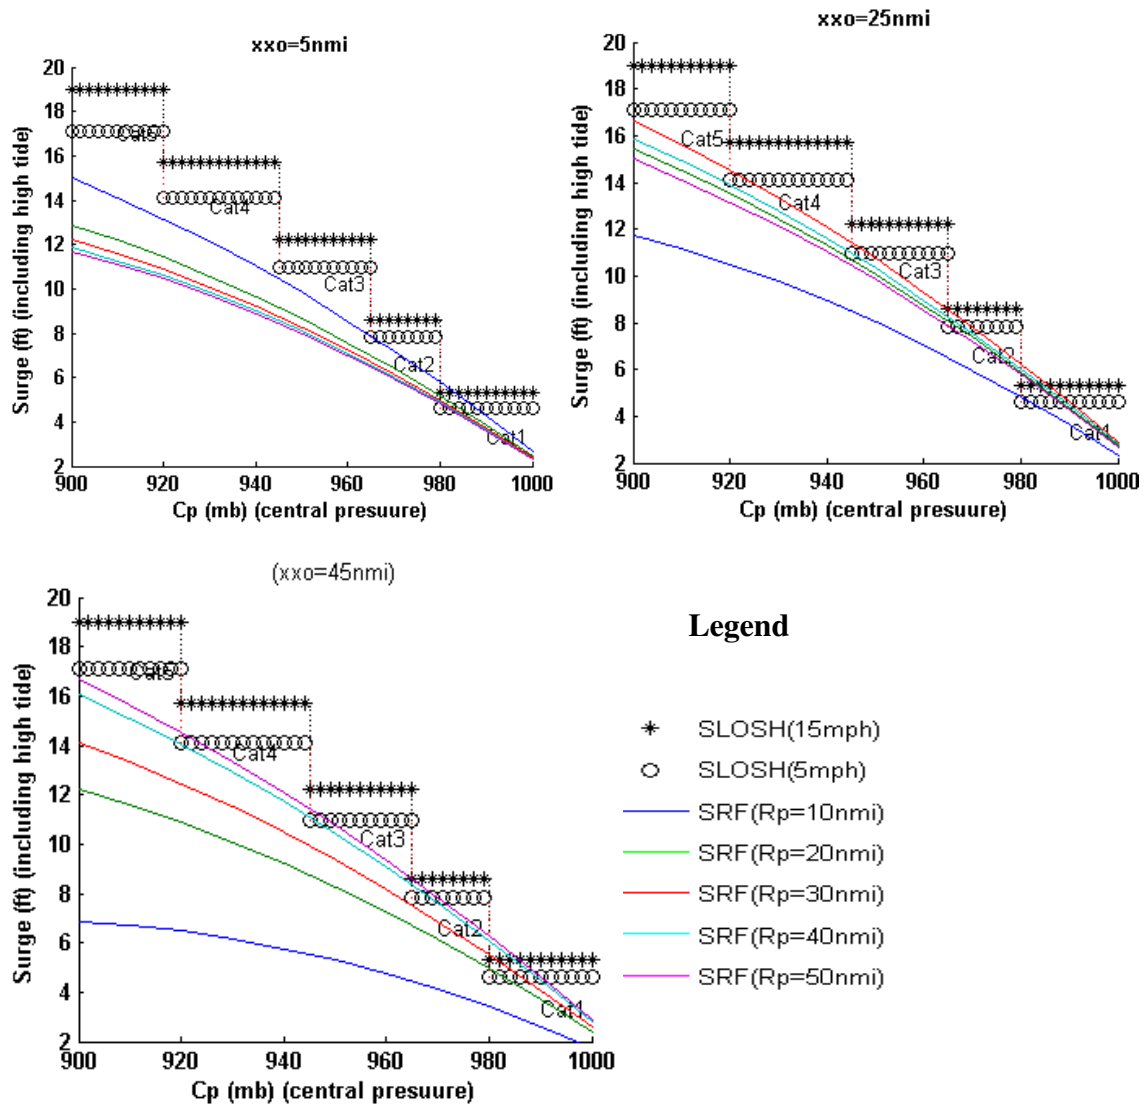 xxo=5nmi
20
18
16
14
12
10
8
6
4
2
Surge (ft) (including high tide)
Cat5
Cat4
Cat3
Cat2
Cat1
900 920 940 960 980 1000
Cp (mb) (central presuure)
xxo=25nmi
20
18
16
14
12
10
8
6
4
2
Surge (ft) (including high tide)
Cat5
Cat4
Cat3
Cat2
Cat1
900 920 940 960 980 1000
Cp (mb) (central presuure)
(xxo=45nmi)
20
18
16
14
12
10
8
6
4
2
Surge (ft) (including high tide)
Cat5
Cat4
Cat3
Cat2
Cat1
900 920 940 960 980 1000
Cp (mb) (central presuure)
Legend
SLOSH(15mph)
SLOSH(5mph)
SRF(Rp=10nmi)
SRF(Rp=20nmi)
SRF(Rp=30nmi)
SRF(Rp=40nmi)
SRF(Rp=50nmi)